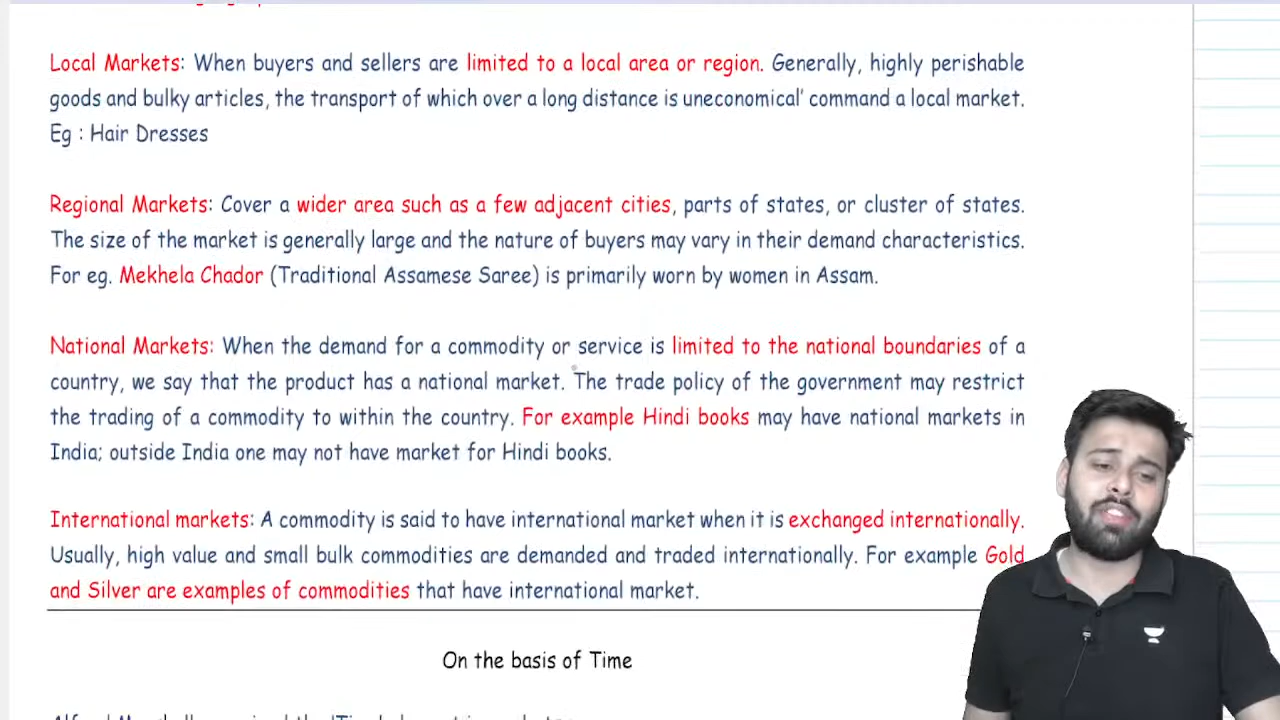 Local Markets: When buyers and sellers are limited to a local area or region. Generally, highly perishable
goods and bulky articles, the transport of which over a long distance is uneconomical' command a local market.
Eg : Hair Dresses
Regional Markets: Cover a wider area such as a few adjacent cities, parts of states, or cluster of states.
The size of the market is generally large and the nature of buyers may vary in their demand characteristics.
For eg. Mekhela Chador (Traditional Assamese Saree) is primarily worn by women in Assam.
National Markets: When the demand for a commodity or service is limited to the national boundaries of a
country, we say that the product has a national market. The trade policy of the government may restrict
the trading of a commodity to within the country. For example Hindi books may have national markets in
India; outside India one may not have market for Hindi books.
International markets: A commodity is said to have international market when it is exchanged internationally.
Usually, high value and small bulk commodities are demanded and traded internationally. For example Gold
and Silver are examples of commodities that have international market.
On the basis of Time